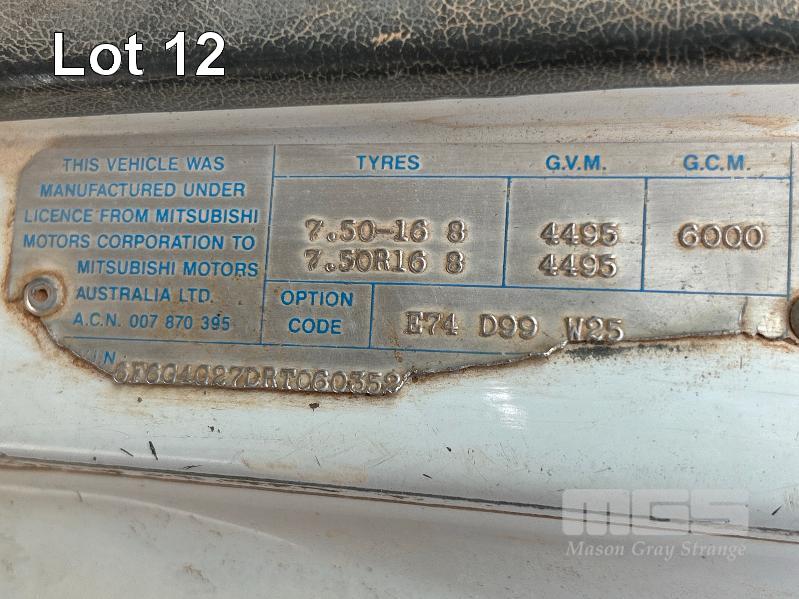 Lot 12
THIS VEHICLE WAS
MANUFACTURED UNDER
LICENCE FROM MITSUBISHI
MOTORS CORPORATION TO
MITSUBISHI MOTORS
AUSTRALIA LTD.
A.C.N. 007 870 395
TYRES G.V.M. G.C.M.
7.50-16 8 4495 6000
7.50R16 8 4495
OPTION
CODE
E74 D99 W25
MGS
Mason Gray Strange